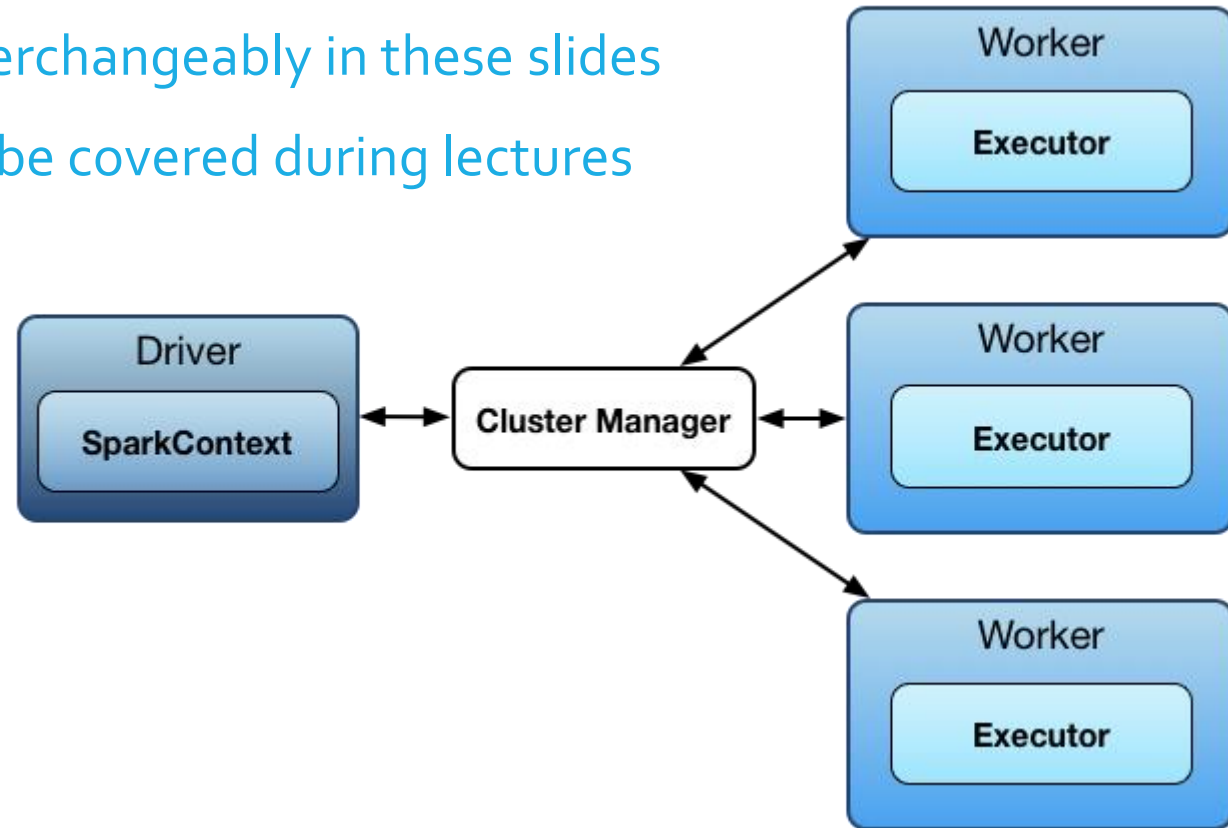 erchangeably in these slides
be covered during lectures
Driver
SparkContext
Cluster Manager
Worker
Executor
Worker
Executor
Worker
Executor